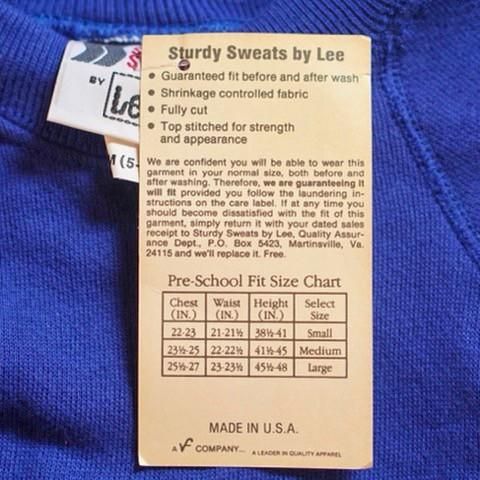 BY Lee
M (5-
Sturdy Sweats by Lee
• Guaranteed fit before and after wash
• Shrinkage controlled fabric
• Fully cut
• Top stitched for strength
and appearance
We are confident you will be able to wear this
garment in your normal size, both before and
after washing. Therefore, we are guaranteeing it
will fit provided you follow the laundering in-
structions on the care label. If at any time you
should become dissatisfied with the fit of this
garment, simply return it with your dated sales
receipt to Sturdy Sweats by Lee, Quality Assur-
ance Dept., P.O. Box 5423, Martinsville, Va.
24115 and we'll replace it. Free.
Pre-School Fit Size Chart
Chest Waist Height Select
(IN.) (IN.) (IN.) Size
22-23 21-21½ 38½-41 Small
23½-25 22-22½ 41½-45 Medium
25½-27 23-23½ 45½-48 Large
MADE IN U.S.A.
A VF COMPANY... A LEADER IN QUALITY APPAREL